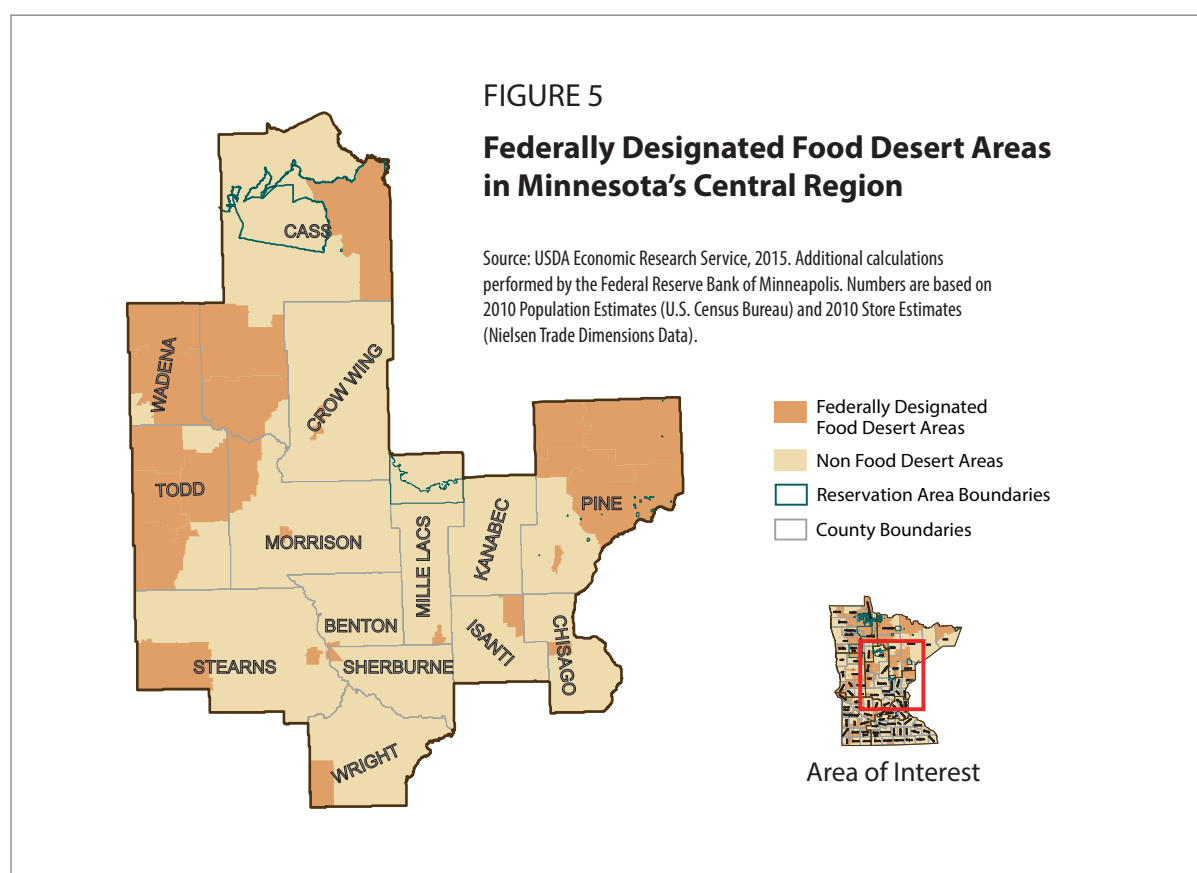 FIGURE 5
Federally Designated Food Desert Areas
in Minnesota's Central Region
Source: USDA Economic Research Service, 2015. Additional calculations
performed by the Federal Reserve Bank of Minneapolis. Numbers are based on
2010 Population Estimates (U.S. Census Bureau) and 2010 Store Estimates
(Nielsen Trade Dimensions Data).
CASS
WADENA
CROW WING
TODD
MORRISON
MILLE LACS
KANABEC
PINE
BENTON
STEARNS
SHERBURNE
ISANTI
CHISAGO
WRIGHT
Federally Designated
Food Desert Areas
Non Food Desert Areas
Reservation Area Boundaries
County Boundaries
Area of Interest